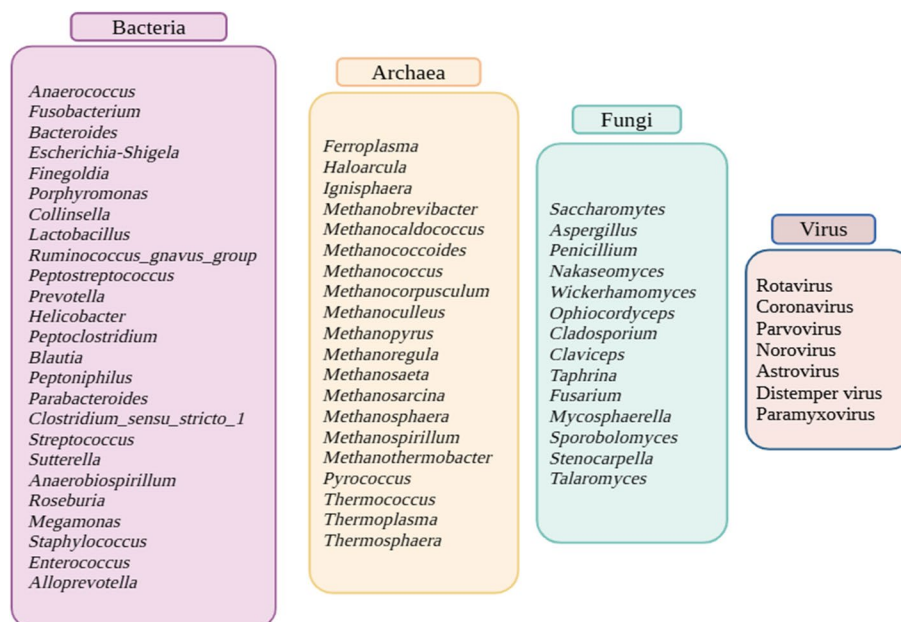 Bacteria
Anaerococcus
Fusobacterium
Bacteroides
Escherichia-Shigela
Finegoldia
Porphyromonas
Collinsella
Lactobacillus
Ruminococcus_gnavus_group
Peptostreptococcus
Prevotella
Helicobacter
Peptoclostridium
Blautia
Peptoniphilus
Parabacteroides
Clostridium_sensu_stricto_1
Streptococcus
Sutterella
Anaerobiospirillum
Roseburia
Megamonas
Staphylococcus
Enterococcus
Alloprevotella
Archaea
Ferroplasma
Haloarcula
Ignisphaera
Methanobrevibacter
Methanocaldococcus
Methanococcoides
Methanococcus
Methanocorpusculum
Methanoculleus
Methanopyrus
Methanoregula
Methanosaeta
Methanosarcina
Methanosphaera
Methanospirillum
Methanothermobacter
Pyrococcus
Thermococcus
Thermoplasma
Thermosphaera
Fungi
Saccharomytes
Aspergillus
Penicillium
Nakaseomyces
Wickerhamomyces
Ophiocordyceps
Cladosporium
Claviceps
Taphrina
Fusarium
Mycosphaerella
Sporobolomyces
Stenocarpella
Talaromyces
Virus
Rotavirus
Coronavirus
Parvovirus
Norovirus
Astrovirus
Distemper virus
Paramyxovirus